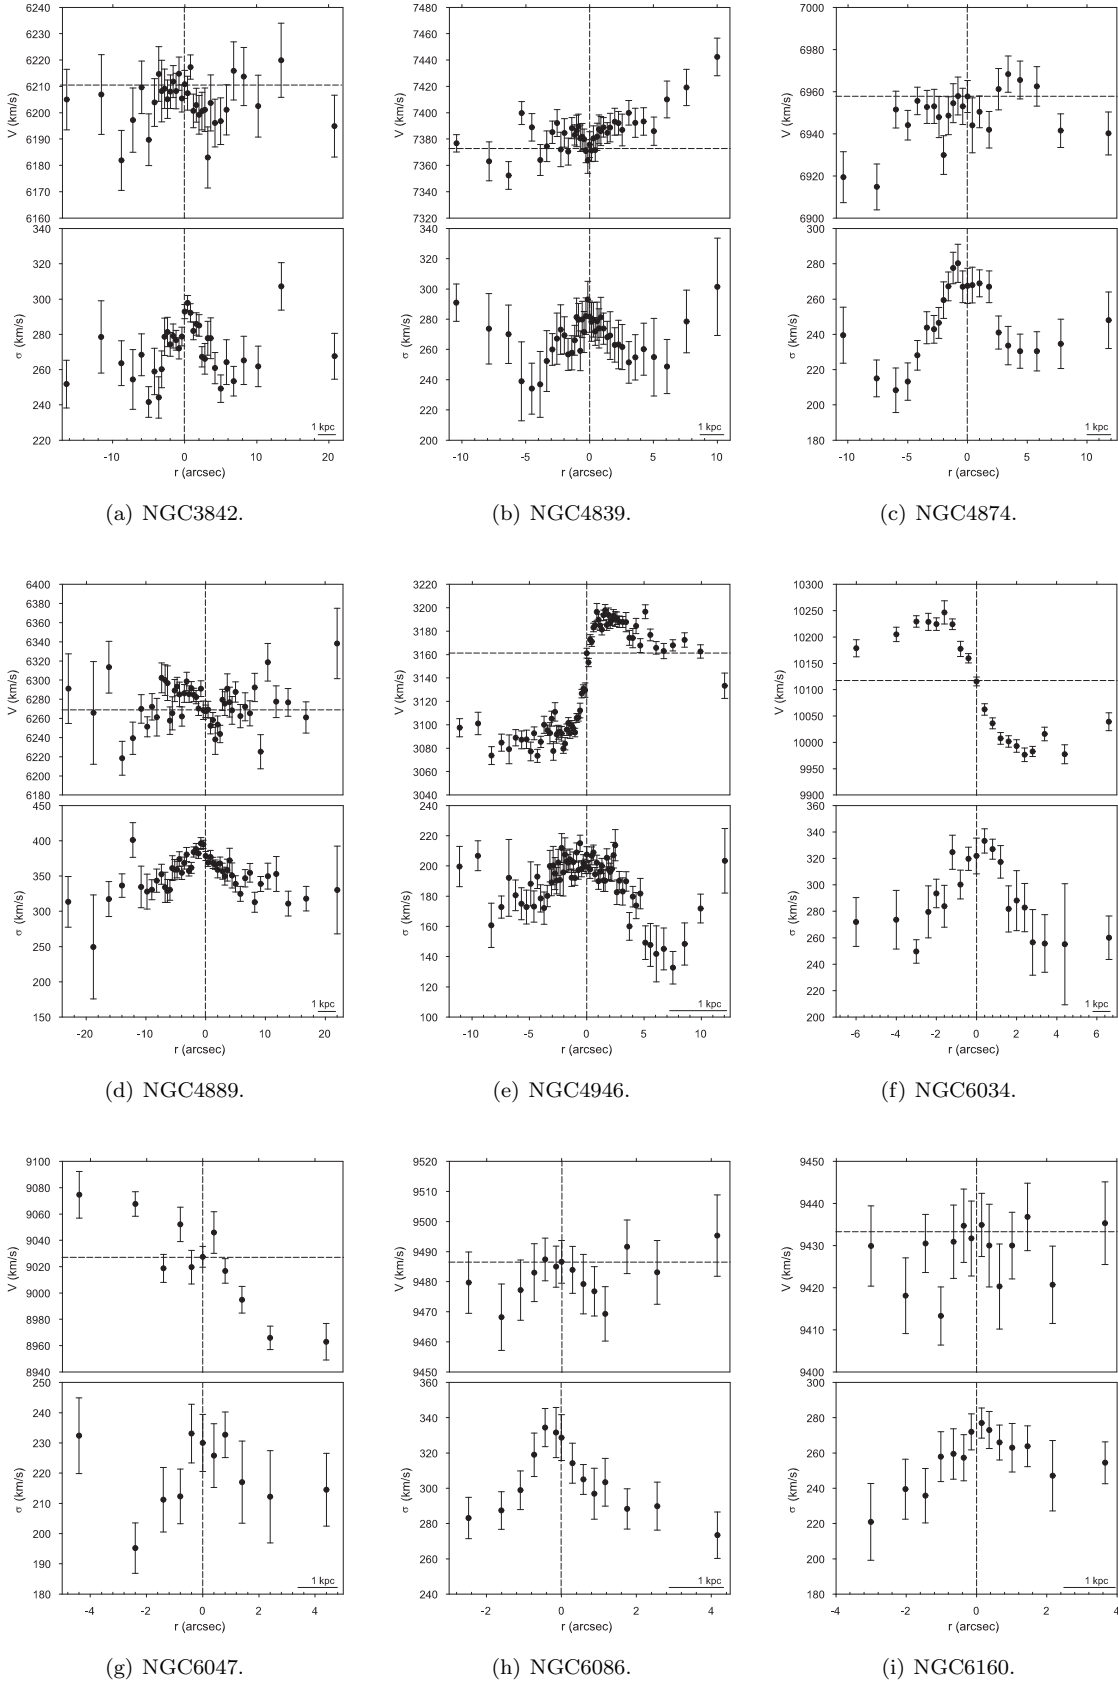 6240 6230 6220 6210 6200 6190 6180 6170 6160
V (km/s)
340 320 300 280 260 240 220
σ (km/s)
1 kpc
-10 0 10 20
r (arcsec)
(a) NGC3842.
7480 7460 7440 7420 7400 7380 7360 7340 7320
V (km/s)
340 320 300 280 260 240 220 200
σ (km/s)
1 kpc
-10 -5 0 5 10
r (arcsec)
(b) NGC4839.
7000 6980 6960 6940 6920 6900
V (km/s)
300 280 260 240 220 200 180
σ (km/s)
1 kpc
-10 -5 0 5 10
r (arcsec)
(c) NGC4874.
6400 6380 6360 6340 6320 6300 6280 6260 6240 6220 6200 6180
V (km/s)
450 400 350 300 250 200 150
σ (km/s)
1 kpc
-20 -10 0 10 20
r (arcsec)
(d) NGC4889.
3220 3200 3180 3160 3140 3120 3100 3080 3060 3040
V (km/s)
240 220 200 180 160 140 120 100
σ (km/s)
1 kpc
-10 -5 0 5 10
r (arcsec)
(e) NGC4946.
10300 10250 10200 10150 10100 10050 10000 9950 9900
V (km/s)
360 340 320 300 280 260 240 220 200
σ (km/s)
1 kpc
-6 -4 -2 0 2 4 6
r (arcsec)
(f) NGC6034.
9100 9080 9060 9040 9020 9000 8980 8960 8940
V (km/s)
250 240 230 220 210 200 190 180
σ (km/s)
1 kpc
-4 -2 0 2 4
r (arcsec)
(g) NGC6047.
9520 9510 9500 9490 9480 9470 9460 9450
V (km/s)
360 340 320 300 280 260 240
σ (km/s)
1 kpc
-2 0 2 4
r (arcsec)
(h) NGC6086.
9450 9440 9430 9420 9410 9400
V (km/s)
300 280 260 240 220 200 180
σ (km/s)
1 kpc
-4 -2 0 2 4
r (arcsec)
(i) NGC6160.